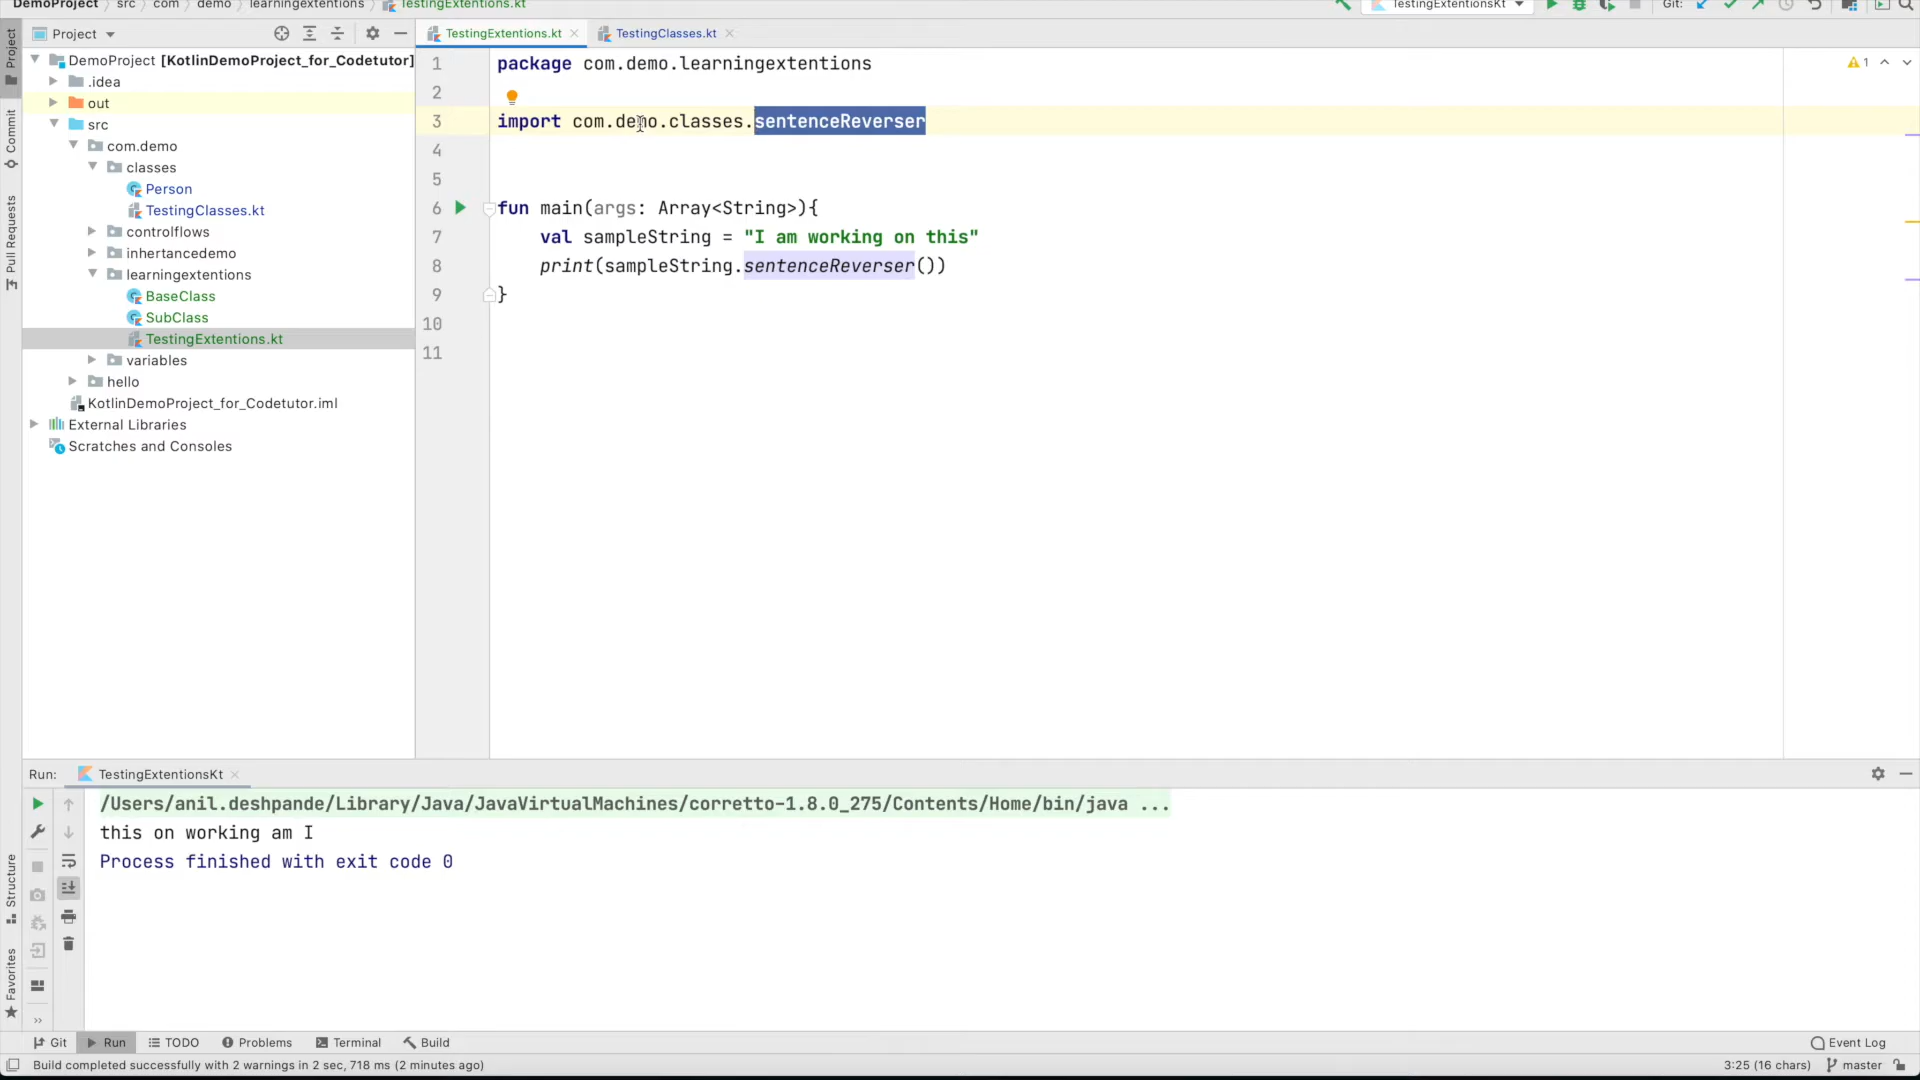 DemoProject > src > com > demo > learningextentions > TestingExtentions.kt
TestingExtentionsKt
Git:
Project
TestingExtentions.kt
TestingClasses.kt
Project
Commit
Pull Requests
Structure
Favorites
DemoProject [KotlinDemoProject_for_Codetutor]
.idea
out
src
com.demo
classes
Person
TestingClasses.kt
controlflows
inhertancedemo
learningextentions
BaseClass
SubClass
TestingExtentions.kt
variables
hello
KotlinDemoProject_for_Codetutor.iml
External Libraries
Scratches and Consoles
1 package com.demo.learningextentions
1
2
3 import com.demo.classes.sentenceReverser
4
5
6 fun main(args: Array<String>){
7 val sampleString = "I am working on this"
8 print(sampleString.sentenceReverser())
9 }
10
11
Run: TestingExtentionsKt
/Users/anil.deshpande/Library/Java/JavaVirtualMachines/corretto-1.8.0_275/Contents/Home/bin/java ...
this on working am I
Process finished with exit code 0
Git Run TODO Problems Terminal Build Event Log
Build completed successfully with 2 warnings in 2 sec, 718 ms (2 minutes ago) 3:25 (16 chars) master